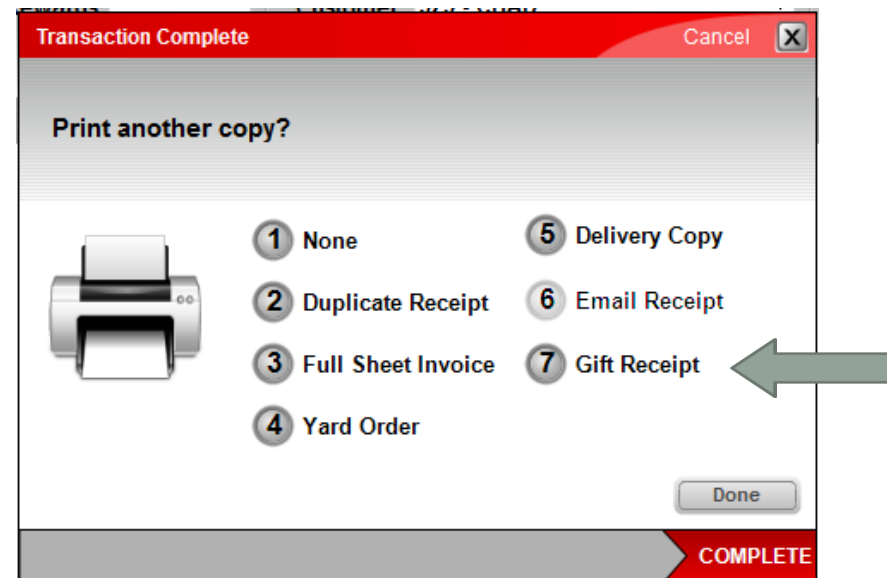 Transaction Complete Cancel X
Print another copy?
1 None
2 Duplicate Receipt
3 Full Sheet Invoice
4 Yard Order
5 Delivery Copy
6 Email Receipt
7 Gift Receipt
Done
COMPLETE